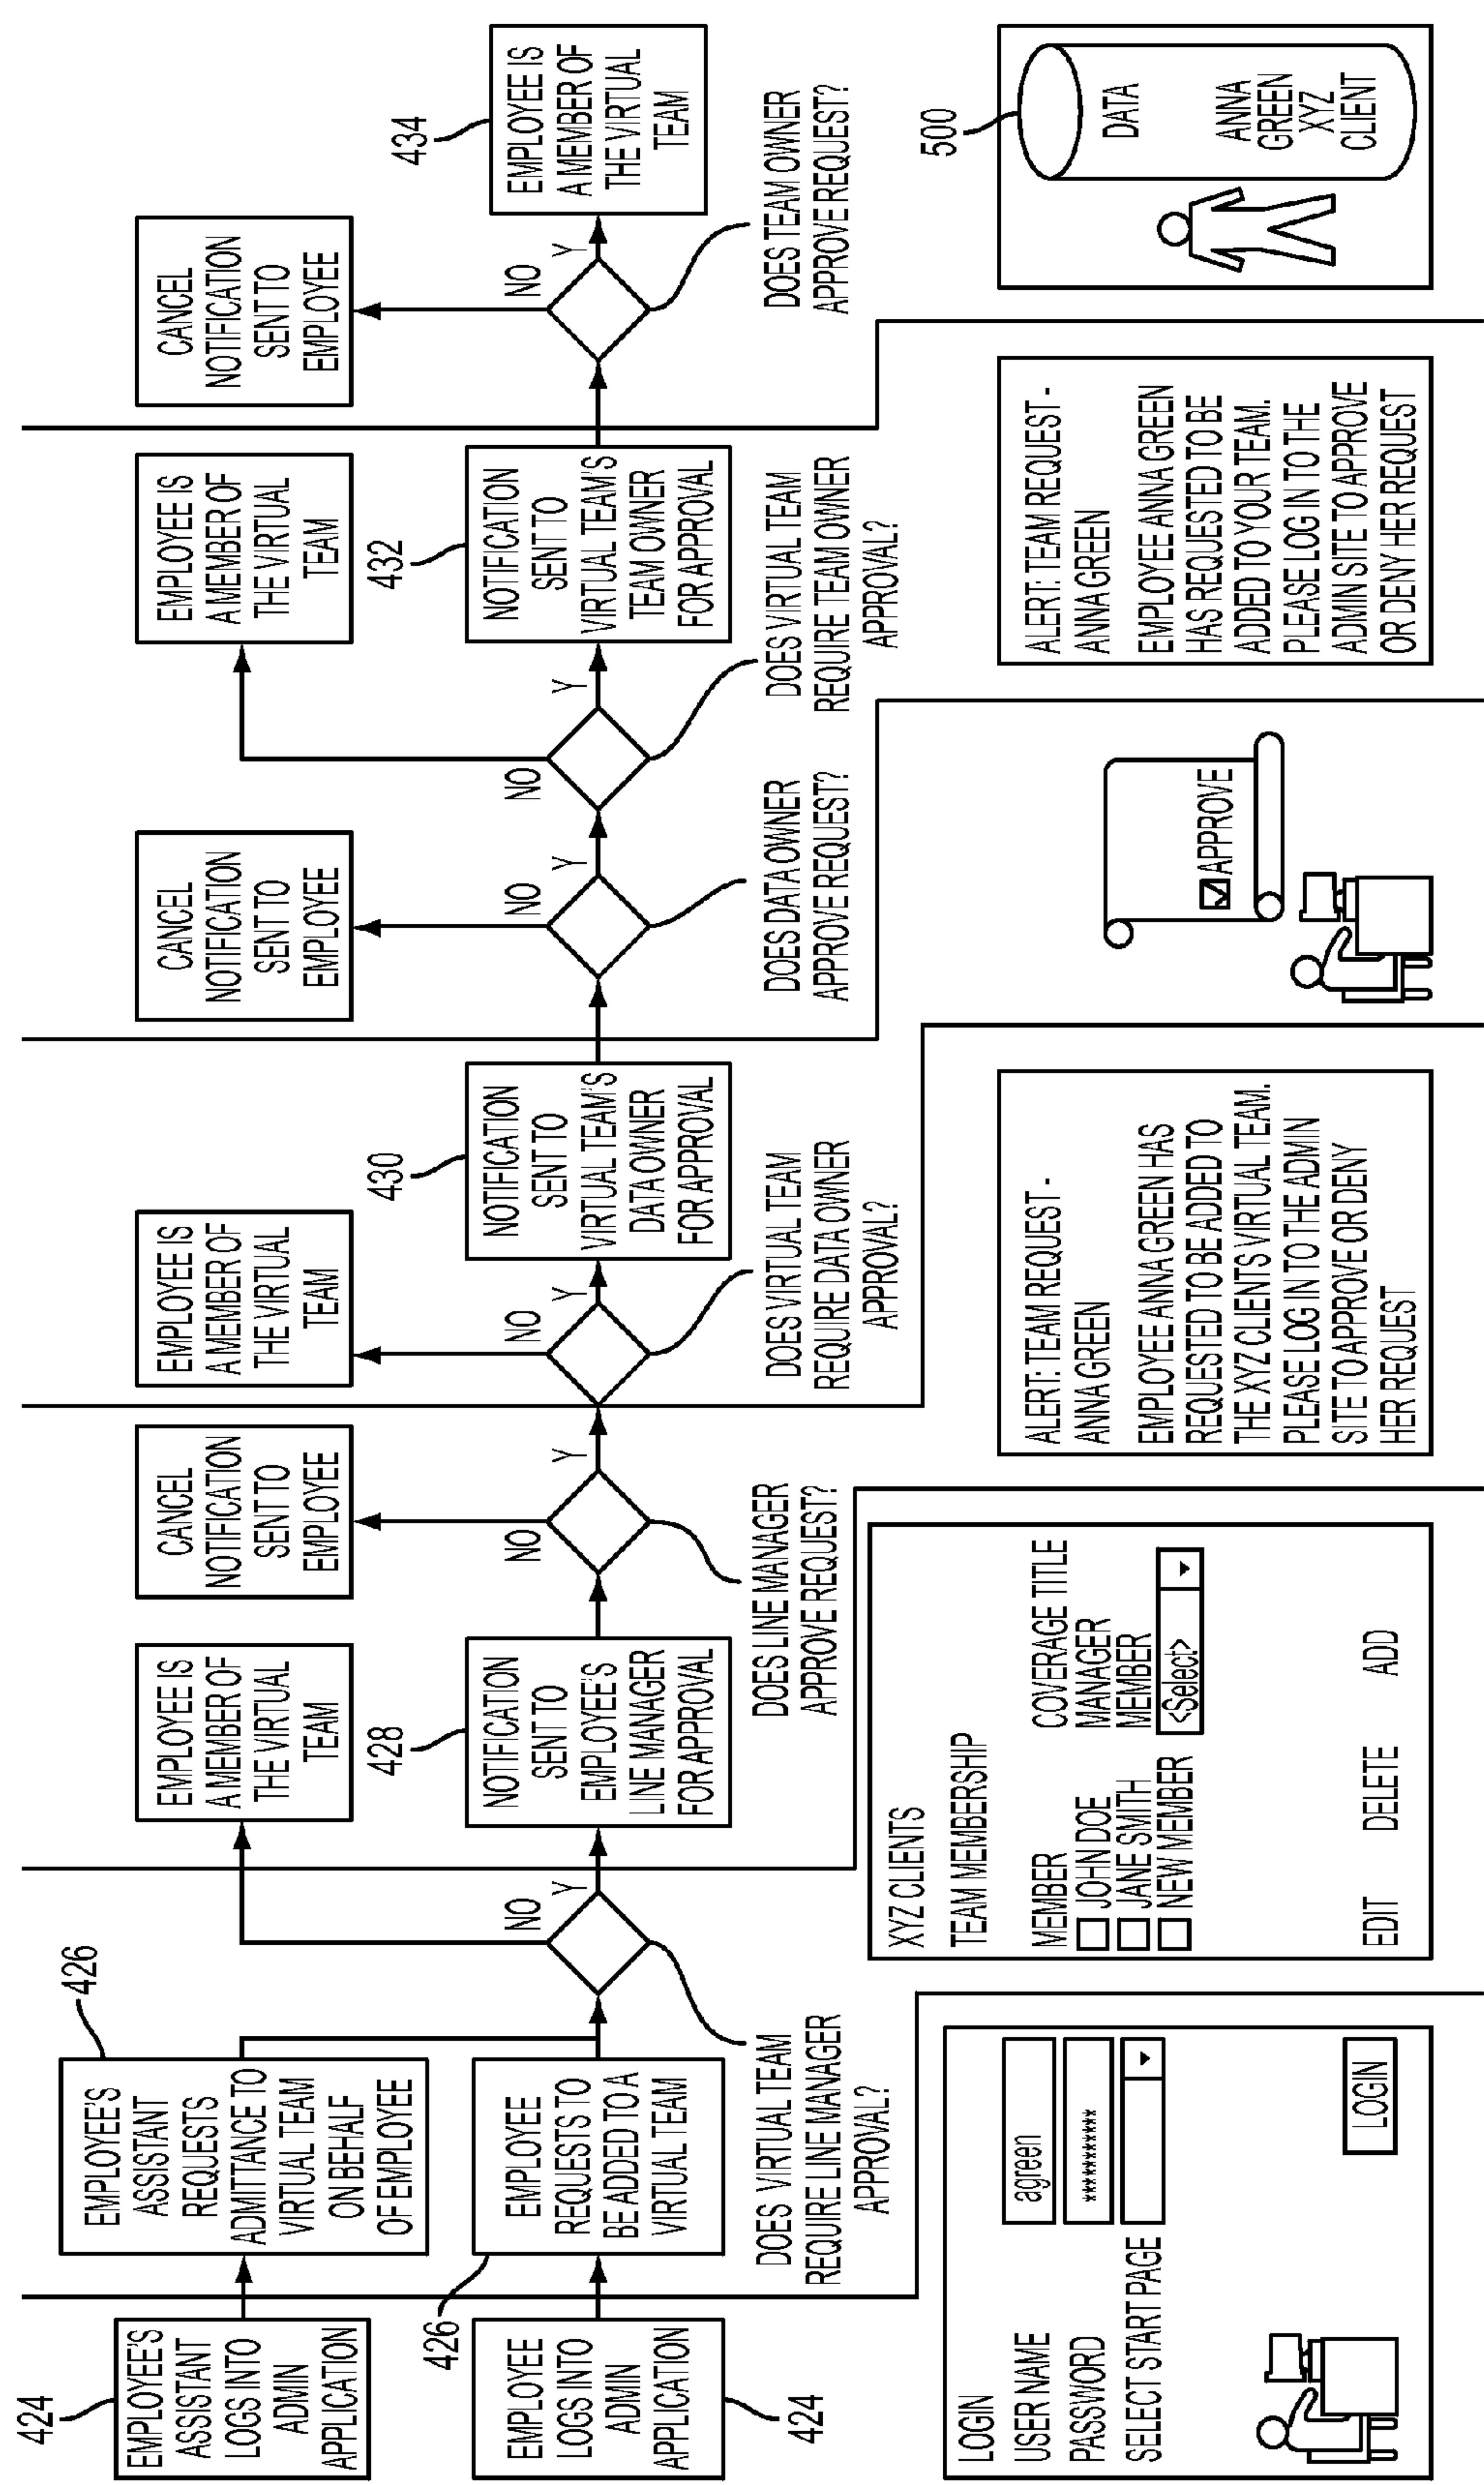 424
EMPLOYEE'S
ASSISTANT
LOGS INTO
ADMIN
APPLICATION
EMPLOYEE
LOGS INTO
ADMIN
APPLICATION
424
426
EMPLOYEE'S
ASSISTANT
REQUESTS
ADMITTANCE TO
VIRTUAL TEAM
ON BEHALF
OF EMPLOYEE
426
EMPLOYEE
REQUESTS TO
BE ADDED TO A
VIRTUAL TEAM
NO
Y
DOES VIRTUAL TEAM
REQUIRE LINE MANAGER
APPROVAL?
EMPLOYEE IS
A MEMBER OF
THE VIRTUAL
TEAM
428
NOTIFICATION
SENT TO
EMPLOYEE'S
LINE MANAGER
FOR APPROVAL
CANCEL
NOTIFICATION
SENT TO
EMPLOYEE
NO
Y
DOES LINE MANAGER
APPROVE REQUEST?
EMPLOYEE IS
A MEMBER OF
THE VIRTUAL
TEAM
NO
Y
DOES VIRTUAL TEAM
REQUIRE DATA OWNER
APPROVAL?
430
NOTIFICATION
SENT TO
VIRTUAL TEAM'S
DATA OWNER
FOR APPROVAL
CANCEL
NOTIFICATION
SENT TO
EMPLOYEE
NO
Y
DOES DATA OWNER
APPROVE REQUEST?
EMPLOYEE IS
A MEMBER OF
THE VIRTUAL
TEAM
NO
Y
DOES VIRTUAL TEAM
REQUIRE TEAM OWNER
APPROVAL?
432
NOTIFICATION
SENT TO
VIRTUAL TEAM'S
TEAM OWNER
FOR APPROVAL
CANCEL
NOTIFICATION
SENT TO
EMPLOYEE
NO
Y
DOES TEAM OWNER
APPROVE REQUEST?
434
EMPLOYEE IS
A MEMBER OF
THE VIRTUAL
TEAM
LOGIN
USER NAME agreen
PASSWORD ************
SELECT START PAGE
LOGIN
XYZ CLIENTS
TEAM MEMBERSHIP
MEMBER COVERAGE TITLE
JOHN DOE MANAGER
JANE SMITH MEMBER
NEW MEMBER <Select>
EDIT DELETE ADD
ALERT: TEAM REQUEST -
ANNA GREEN
EMPLOYEE ANNA GREEN HAS
REQUESTED TO BE ADDED TO
THE XYZ CLIENTS VIRTUAL TEAM.
PLEASE LOG IN TO THE ADMIN
SITE TO APPROVE OR DENY
HER REQUEST
APPROVE
ALERT: TEAM REQUEST -
ANNA GREEN
EMPLOYEE ANNA GREEN
HAS REQUESTED TO BE
ADDED TO YOUR TEAM.
PLEASE LOG IN TO THE
ADMIN SITE TO APPROVE
OR DENY HER REQUEST
500
DATA
ANNA
GREEN
XYZ
CLIENT